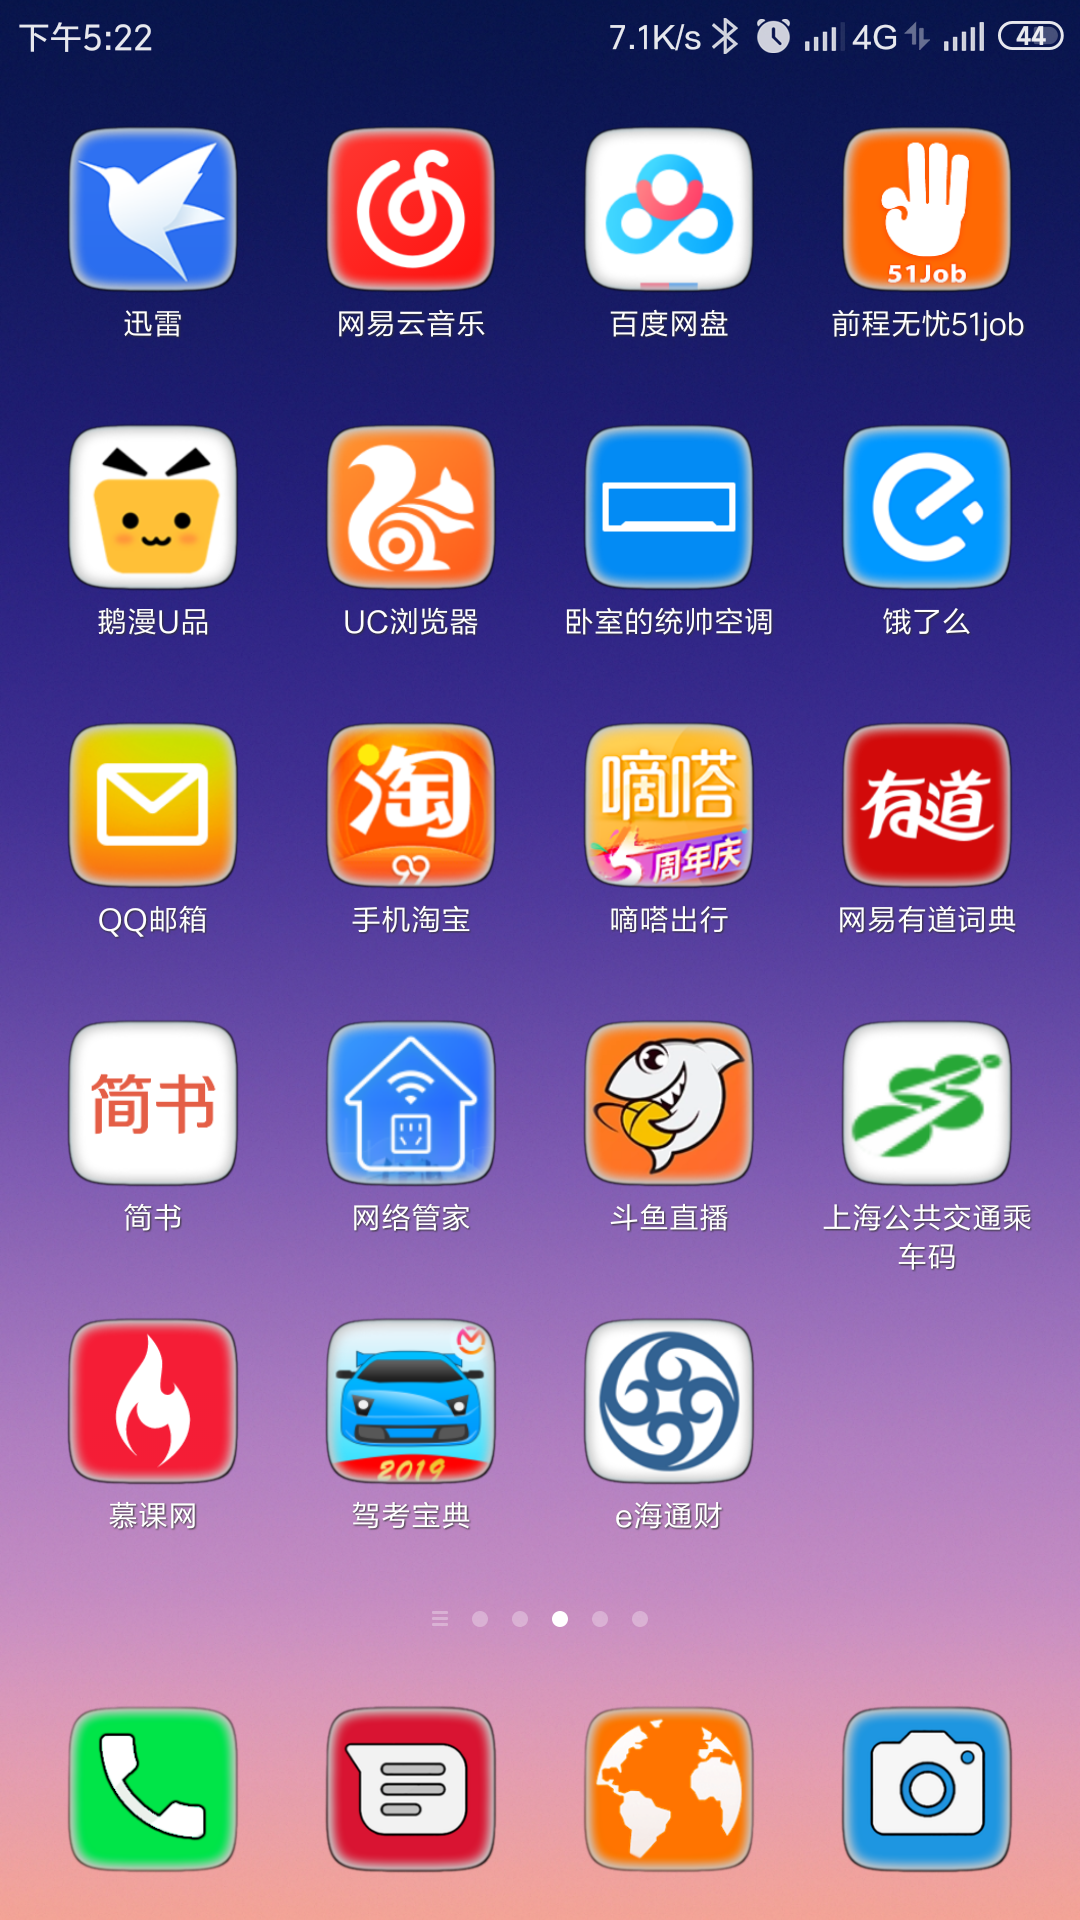 下午5:22
7.1K/s 4G 44
51Job
迅雷 网易云音乐 百度网盘 前程无忧51job
鹅漫U品 UC浏览器 卧室的统帅空调 饿了么
淘 嘀嗒 有道
99 5周年庆
QQ邮箱 手机淘宝 嘀嗒出行 网易有道词典
简书
简书 网络管家 斗鱼直播 上海公共交通乘
车码
2019
慕课网 驾考宝典 e海通财